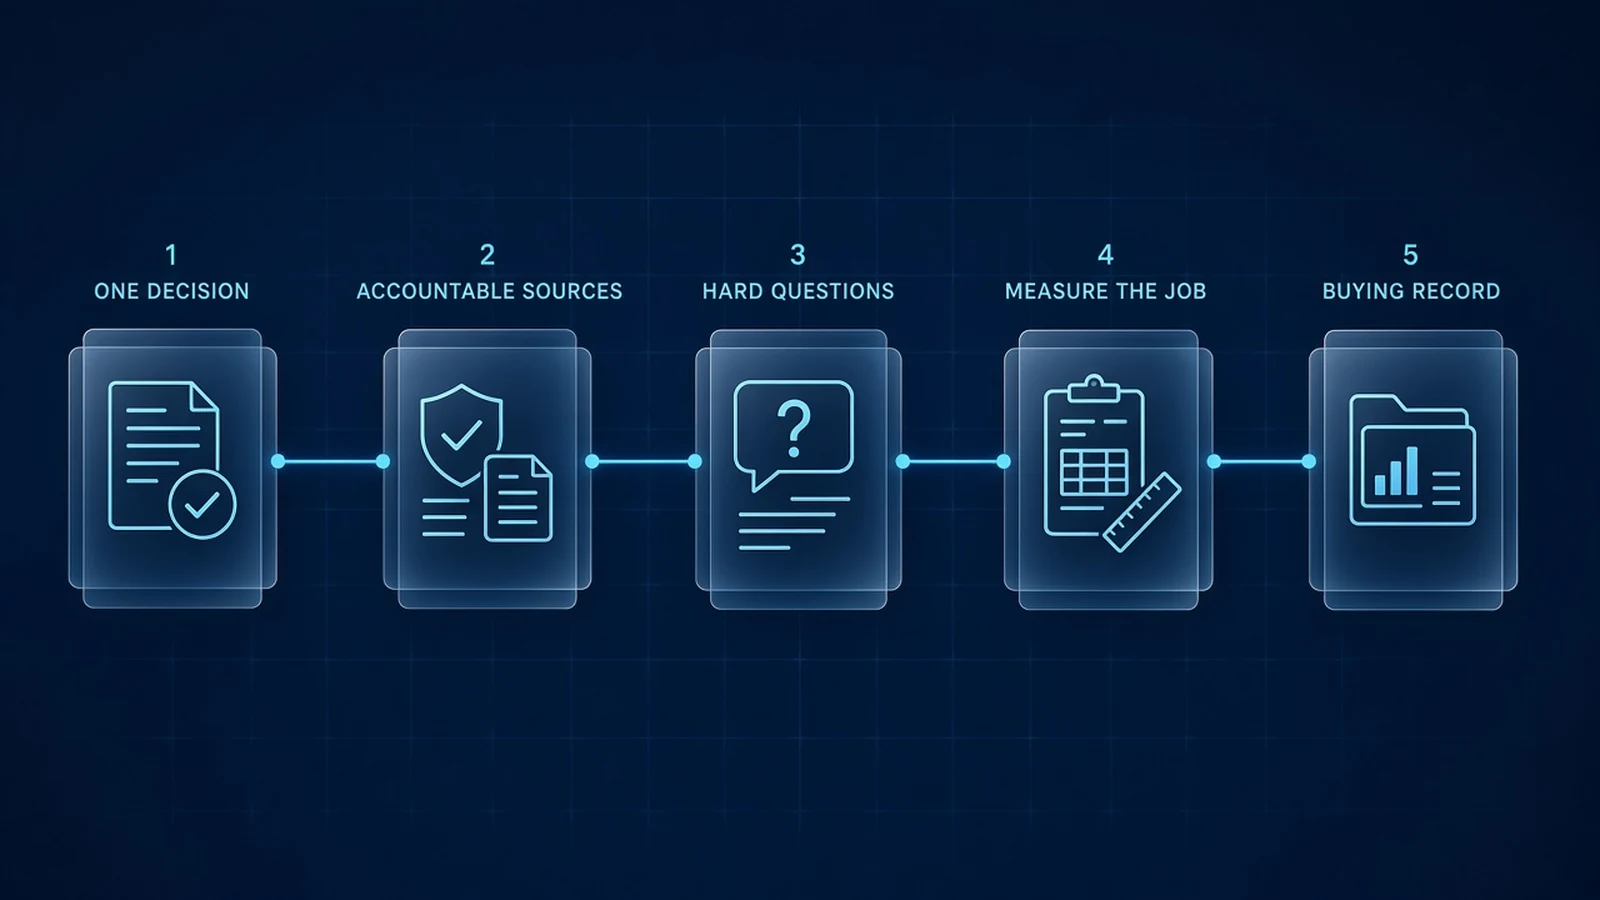 1
ONE DECISION
2
ACCOUNTABLE SOURCES
3
HARD QUESTIONS
?
4
MEASURE THE JOB
5
BUYING RECORD